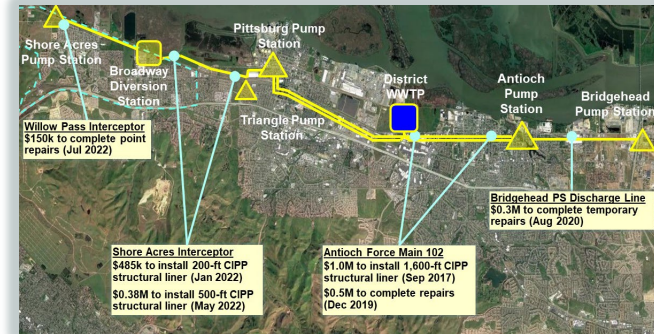 Pittsburg Pump
Station
Shore Acres
Pump Station
Broadway
Diversion
Station
District
WWTP
Antioch
Pump
Station
Bridgehead
Pump Station
Triangle Pump
Station
Willow Pass Interceptor
$150k to complete point
repairs (Jul 2022)
Bridgehead PS Discharge Line
$0.3M to complete temporary
repairs (Aug 2020)
Shore Acres Interceptor
$485k to install 200-ft CIPP
structural liner (Jan 2022)
$0.38M to install 500-ft CIPP
structural liner (May 2022)
Antioch Force Main 102
$1.0M to install 1,600-ft CIPP
structural liner (Sep 2017)
$0.5M to complete repairs
(Dec 2019)